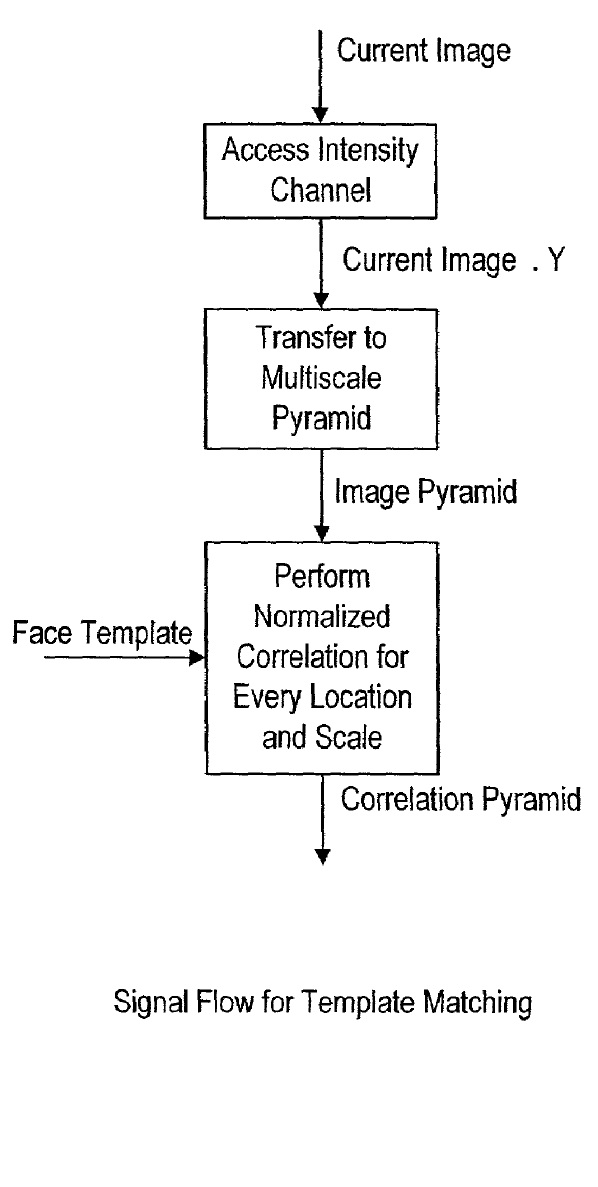 Current Image
Access Intensity
Channel
Current Image . Y
Transfer to
Multiscale
Pyramid
Image Pyramid
Perform
Normalized
Correlation for
Every Location
and Scale
Face Template
Correlation Pyramid
Signal Flow for Template Matching